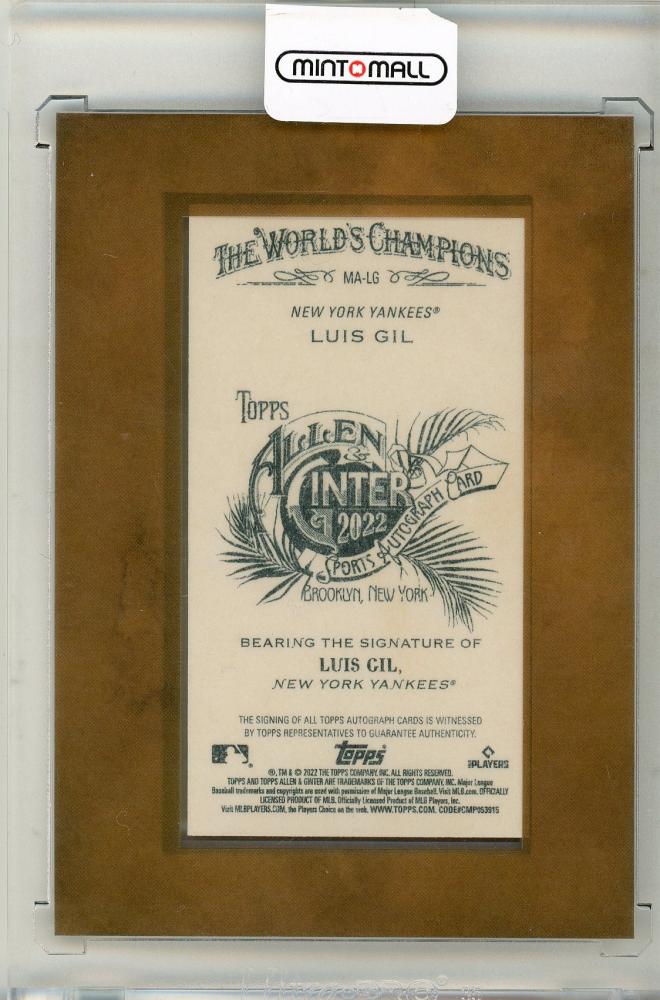 MINT MALL
THE WORLD'S CHAMPIONS
MA-LG
NEW YORK YANKEES®
LUIS GIL
TOPPS
ALLEN
&
GINTER
2022
SPORTS AUTOGRAPH CARD
BROOKLYN, NEW YORK
BEARING THE SIGNATURE OF
LUIS GIL,
NEW YORK YANKEES®
THE SIGNING OF ALL TOPPS AUTOGRAPH CARDS IS WITNESSED
BY TOPPS REPRESENTATIVES TO GUARANTEE AUTHENTICITY.
topps
PLAYERS
®, TM & © 2022 THE TOPPS COMPANY, INC. ALL RIGHTS RESERVED.
TOPPS AND TOPPS ALLEN & GINTER ARE TRADEMARKS OF THE TOPPS COMPANY, INC. Major League
Baseball trademarks and copyrights are used with permission of Major League Baseball. Visit MLB.com. OFFICIALLY
LICENSED PRODUCT OF MLB. Officially Licensed Product of MLB Players, Inc.
Visit MLBPLAYERS.COM, the Players Choice on the web. WWW.TOPPS.COM. CODE#CMP053915